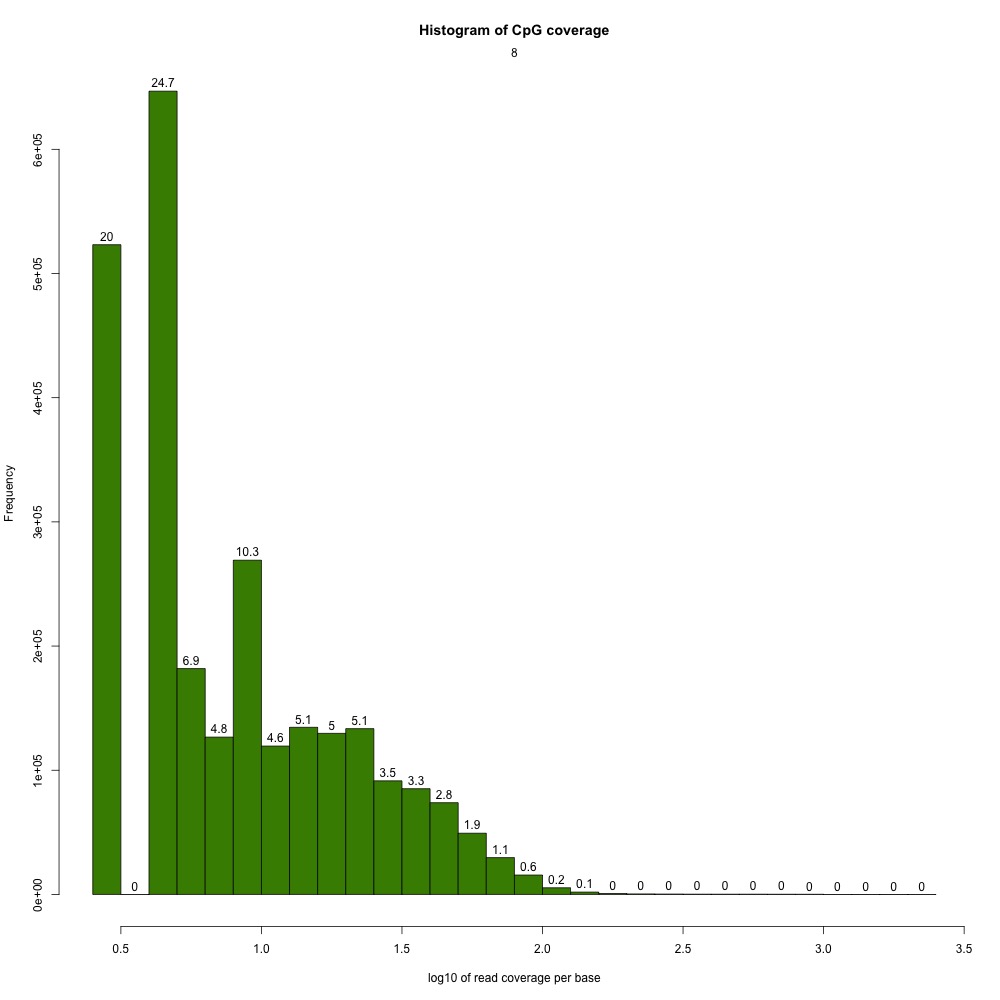 Histogram of CpG coverage
8
24.7
20
0
6.9
4.8
10.3
4.6
5.1
5
5.1
3.5
3.3
2.8
1.9
1.1
0.6
0.2
0.1
0
0
0
0
0
0
0
0
0
0
0
0
Frequency
6e+05
5e+05
4e+05
3e+05
2e+05
1e+05
0e+00
0.5 1.0 1.5 2.0 2.5 3.0 3.5
log10 of read coverage per base